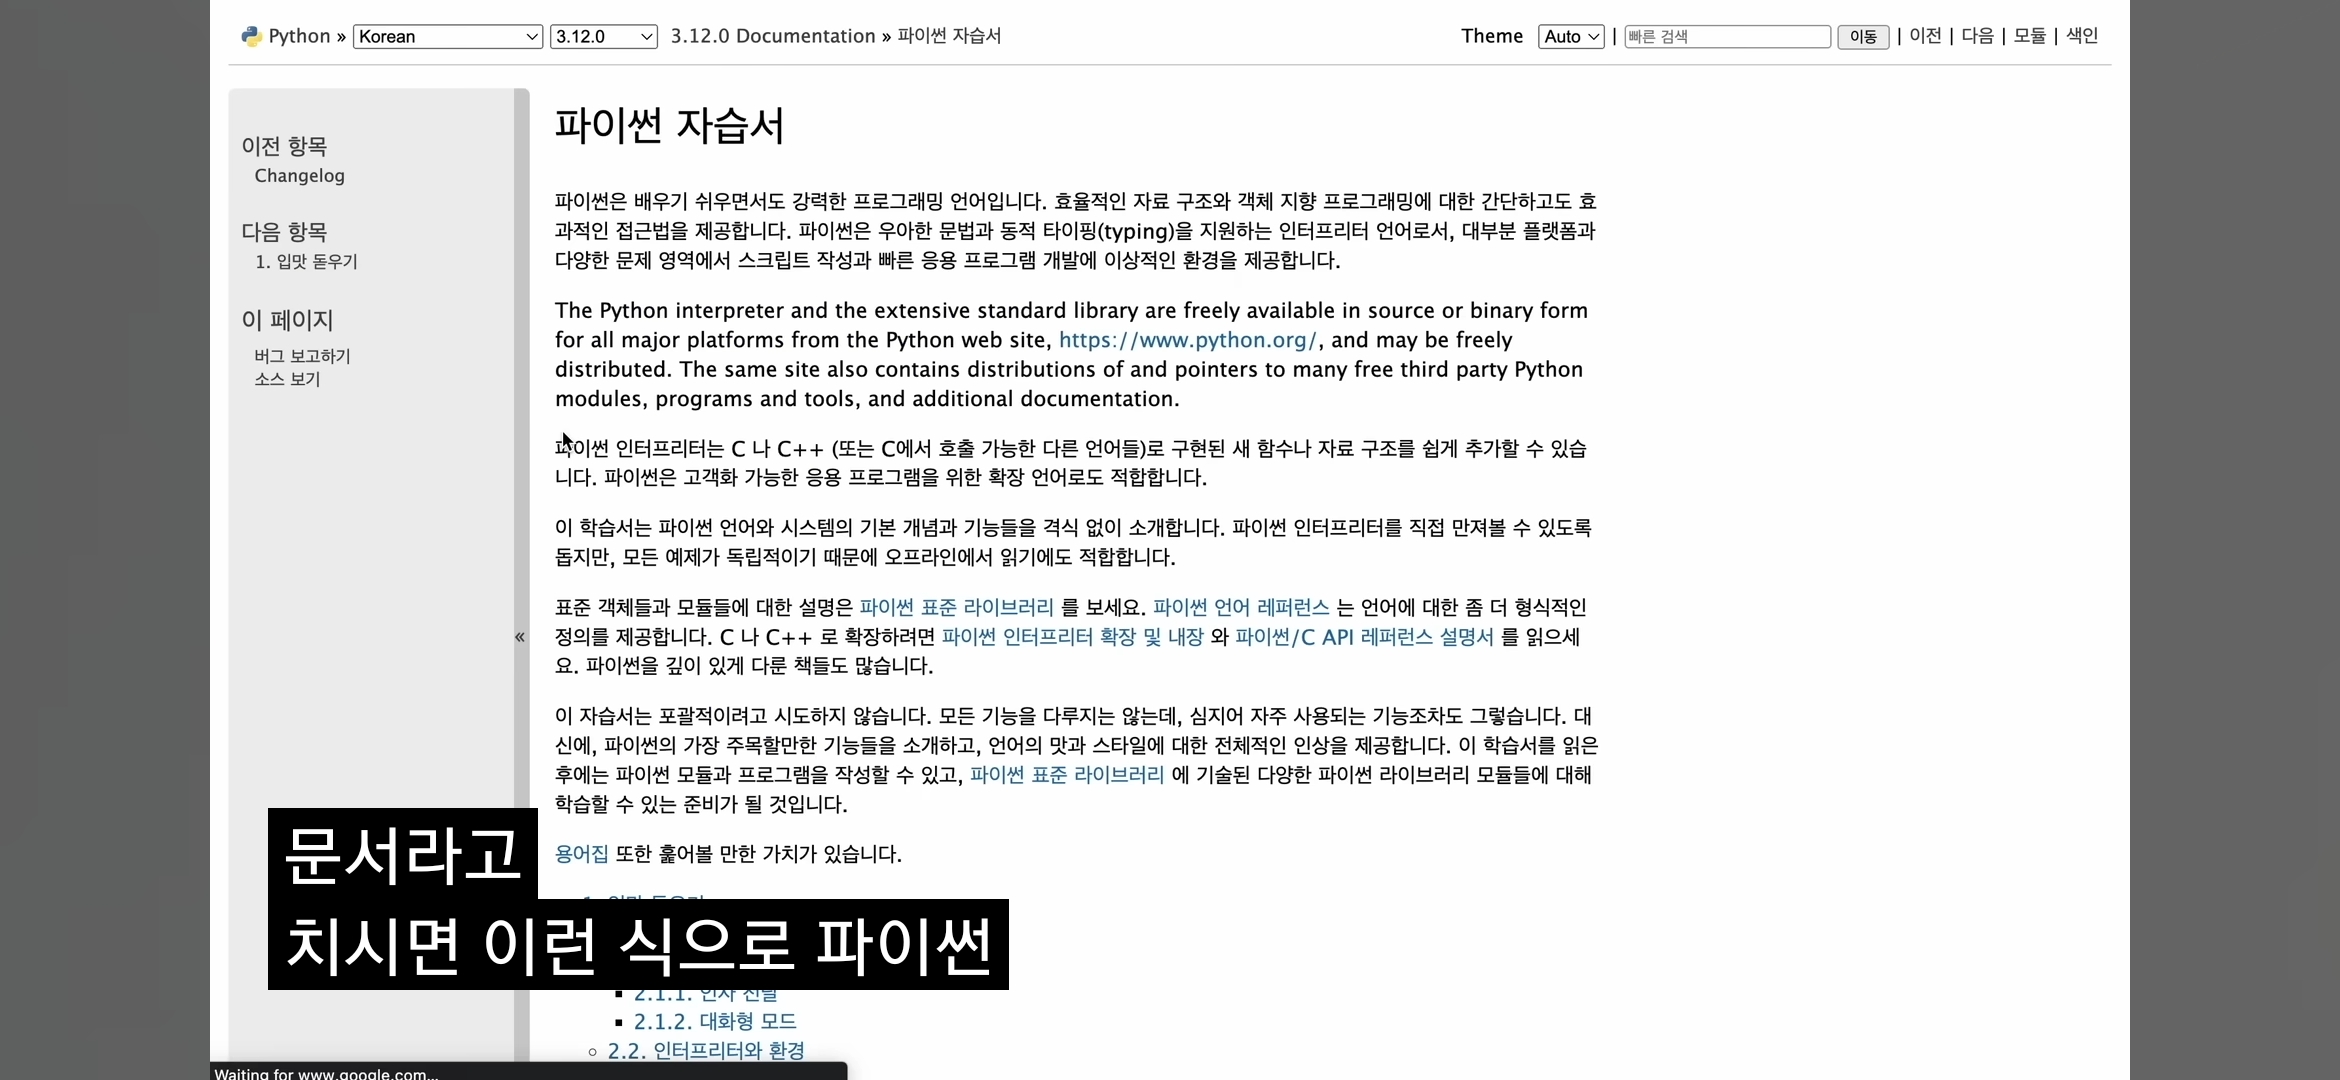 Python » Korean 3.12.0 3.12.0 Documentation » 파이썬 자습서 Theme Auto | 빠른 검색 이동 | 이전 | 다음 | 모듈 | 색인
이전 항목
Changelog
다음 항목
1. 입맛 돋우기
이 페이지
버그 보고하기
소스 보기
«
파이썬 자습서
파이썬은 배우기 쉬우면서도 강력한 프로그래밍 언어입니다. 효율적인 자료 구조와 객체 지향 프로그래밍에 대한 간단하고도 효
과적인 접근법을 제공합니다. 파이썬은 우아한 문법과 동적 타이핑(typing)을 지원하는 인터프리터 언어로서, 대부분 플랫폼과
다양한 문제 영역에서 스크립트 작성과 빠른 응용 프로그램 개발에 이상적인 환경을 제공합니다.
The Python interpreter and the extensive standard library are freely available in source or binary form
for all major platforms from the Python web site, https://www.python.org/, and may be freely
distributed. The same site also contains distributions of and pointers to many free third party Python
modules, programs and tools, and additional documentation.
파이썬 인터프리터는 C 나 C++ (또는 C에서 호출 가능한 다른 언어들)로 구현된 새 함수나 자료 구조를 쉽게 추가할 수 있습
니다. 파이썬은 고객화 가능한 응용 프로그램을 위한 확장 언어로도 적합합니다.
이 학습서는 파이썬 언어와 시스템의 기본 개념과 기능들을 격식 없이 소개합니다. 파이썬 인터프리터를 직접 만져볼 수 있도록
돕지만, 모든 예제가 독립적이기 때문에 오프라인에서 읽기에도 적합합니다.
표준 객체들과 모듈들에 대한 설명은 파이썬 표준 라이브러리 를 보세요. 파이썬 언어 레퍼런스 는 언어에 대한 좀 더 형식적인
정의를 제공합니다. C 나 C++ 로 확장하려면 파이썬 인터프리터 확장 및 내장 와 파이썬/C API 레퍼런스 설명서 를 읽으세
요. 파이썬을 깊이 있게 다룬 책들도 많습니다.
이 자습서는 포괄적이려고 시도하지 않습니다. 모든 기능을 다루지는 않는데, 심지어 자주 사용되는 기능조차도 그렇습니다. 대
신에, 파이썬의 가장 주목할만한 기능들을 소개하고, 언어의 맛과 스타일에 대한 전체적인 인상을 제공합니다. 이 학습서를 읽은
후에는 파이썬 모듈과 프로그램을 작성할 수 있고, 파이썬 표준 라이브러리 에 기술된 다양한 파이썬 라이브러리 모듈들에 대해
학습할 수 있는 준비가 될 것입니다.
용어집 또한 훑어볼 만한 가치가 있습니다.
문서라고
치시면 이런 식으로 파이썬
2.1.1. 인자 전달
2.1.2. 대화형 모드
2.2. 인터프리터와 환경
Waiting for www.google.com...